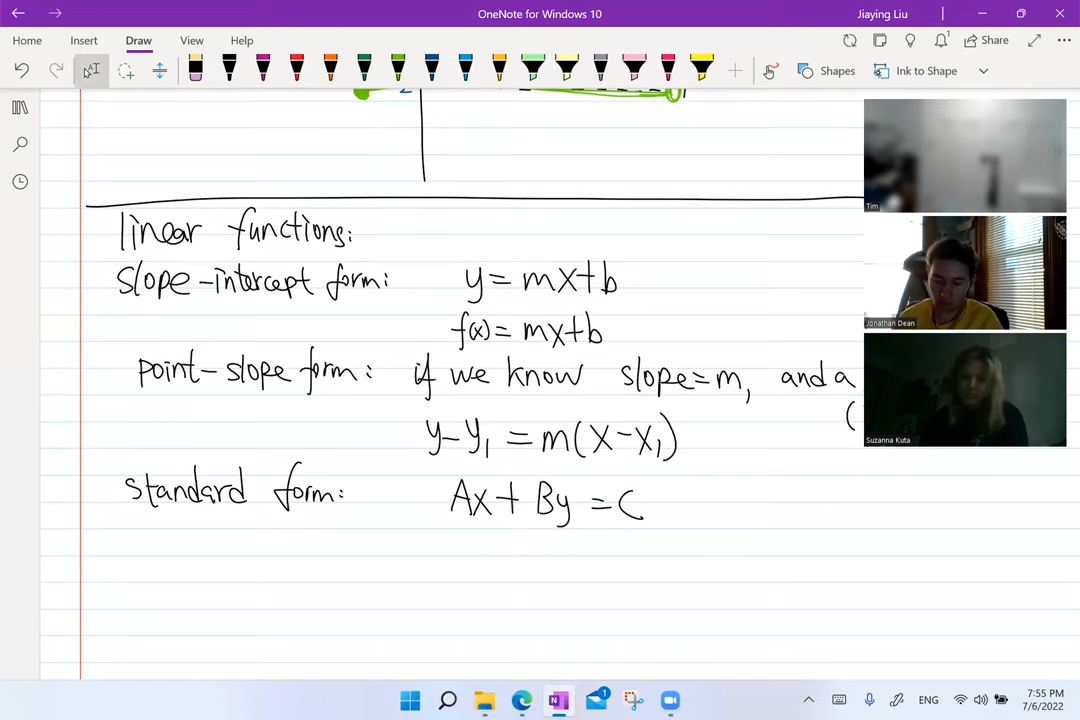 OneNote for Windows 10
Jiaying Liu
Home Insert Draw View Help
Share
Shapes
Ink to Shape
linear functions:
slope-intercept form: y = mx+b
f(x) = mx+b
point-slope form: if we know slope=m, and a
(
y-y₁ = m(x-x₁)
standard form: Ax + By = C
Tim
Jonathan Dean
Suzanna Kuta
1
ENG
7:55 PM
7/6/2022